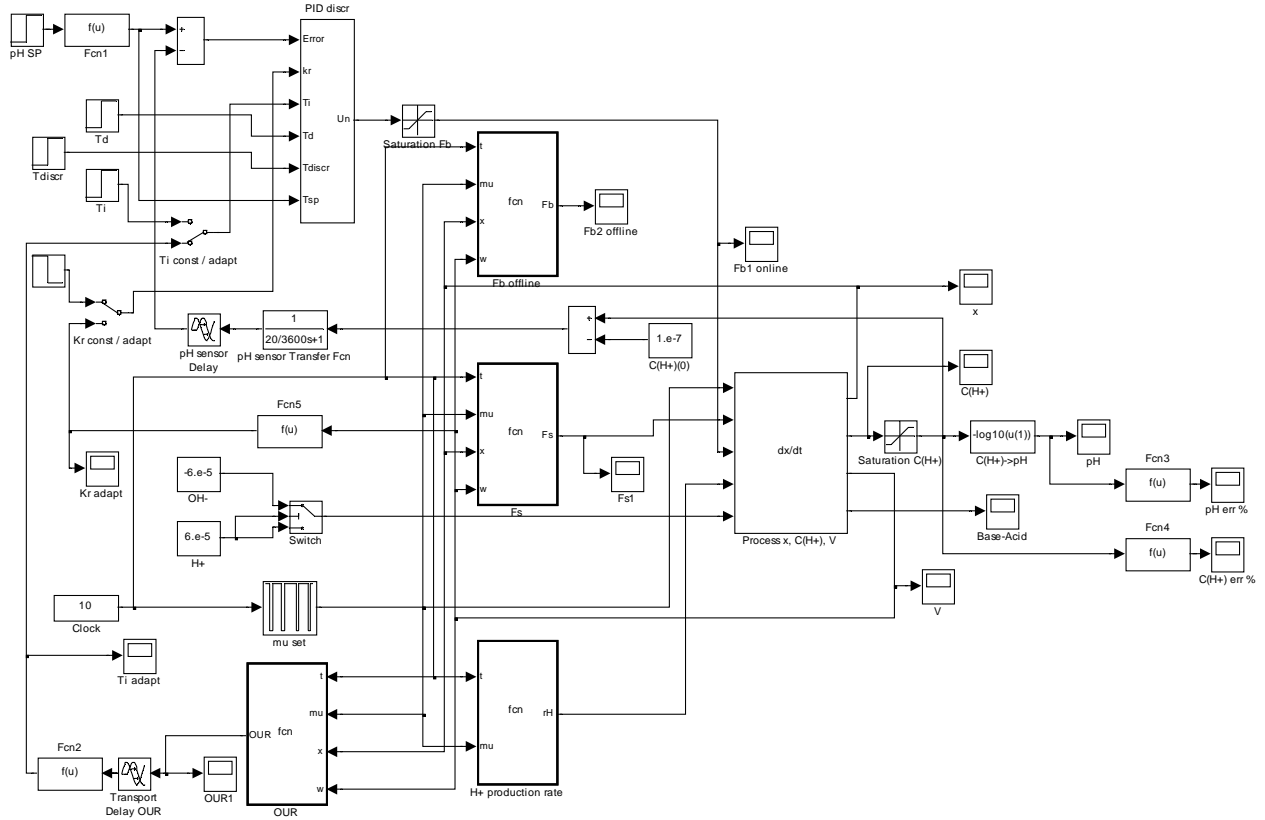 PID discr
pH SP
f(u)
Fcn1
+
−
Error
kr
Ti
Td
Tdiscr
Tsp
Un
Td
Tdiscr
Ti
Ti const / adapt
Kr const / adapt
Saturation Fb
t
mu
x
w
fcn
Fb
Fb offline
Fb2 offline
Fb1 online
x
pH sensor
Delay
1
20/3600s+1
pH sensor Transfer Fcn
+
−
1.e-7
C(H+)(0)
C(H+)
Fcn5
f(u)
Kr adapt
t
mu
x
w
fcn
Fs
Fs
Fs1
dx/dt
Process x, C(H+), V
Saturation C(H+)
-log10(u(1))
C(H+)->pH
pH
Fcn3
f(u)
pH err %
Base-Acid
Fcn4
f(u)
C(H+) err %
-6.e-5
OH-
6.e-5
H+
Switch
V
10
Clock
mu set
Ti adapt
t
mu
x
w
OUR
fcn
OUR
t
mu
fcn
rH
H+ production rate
Fcn2
f(u)
Transport
Delay OUR
OUR1